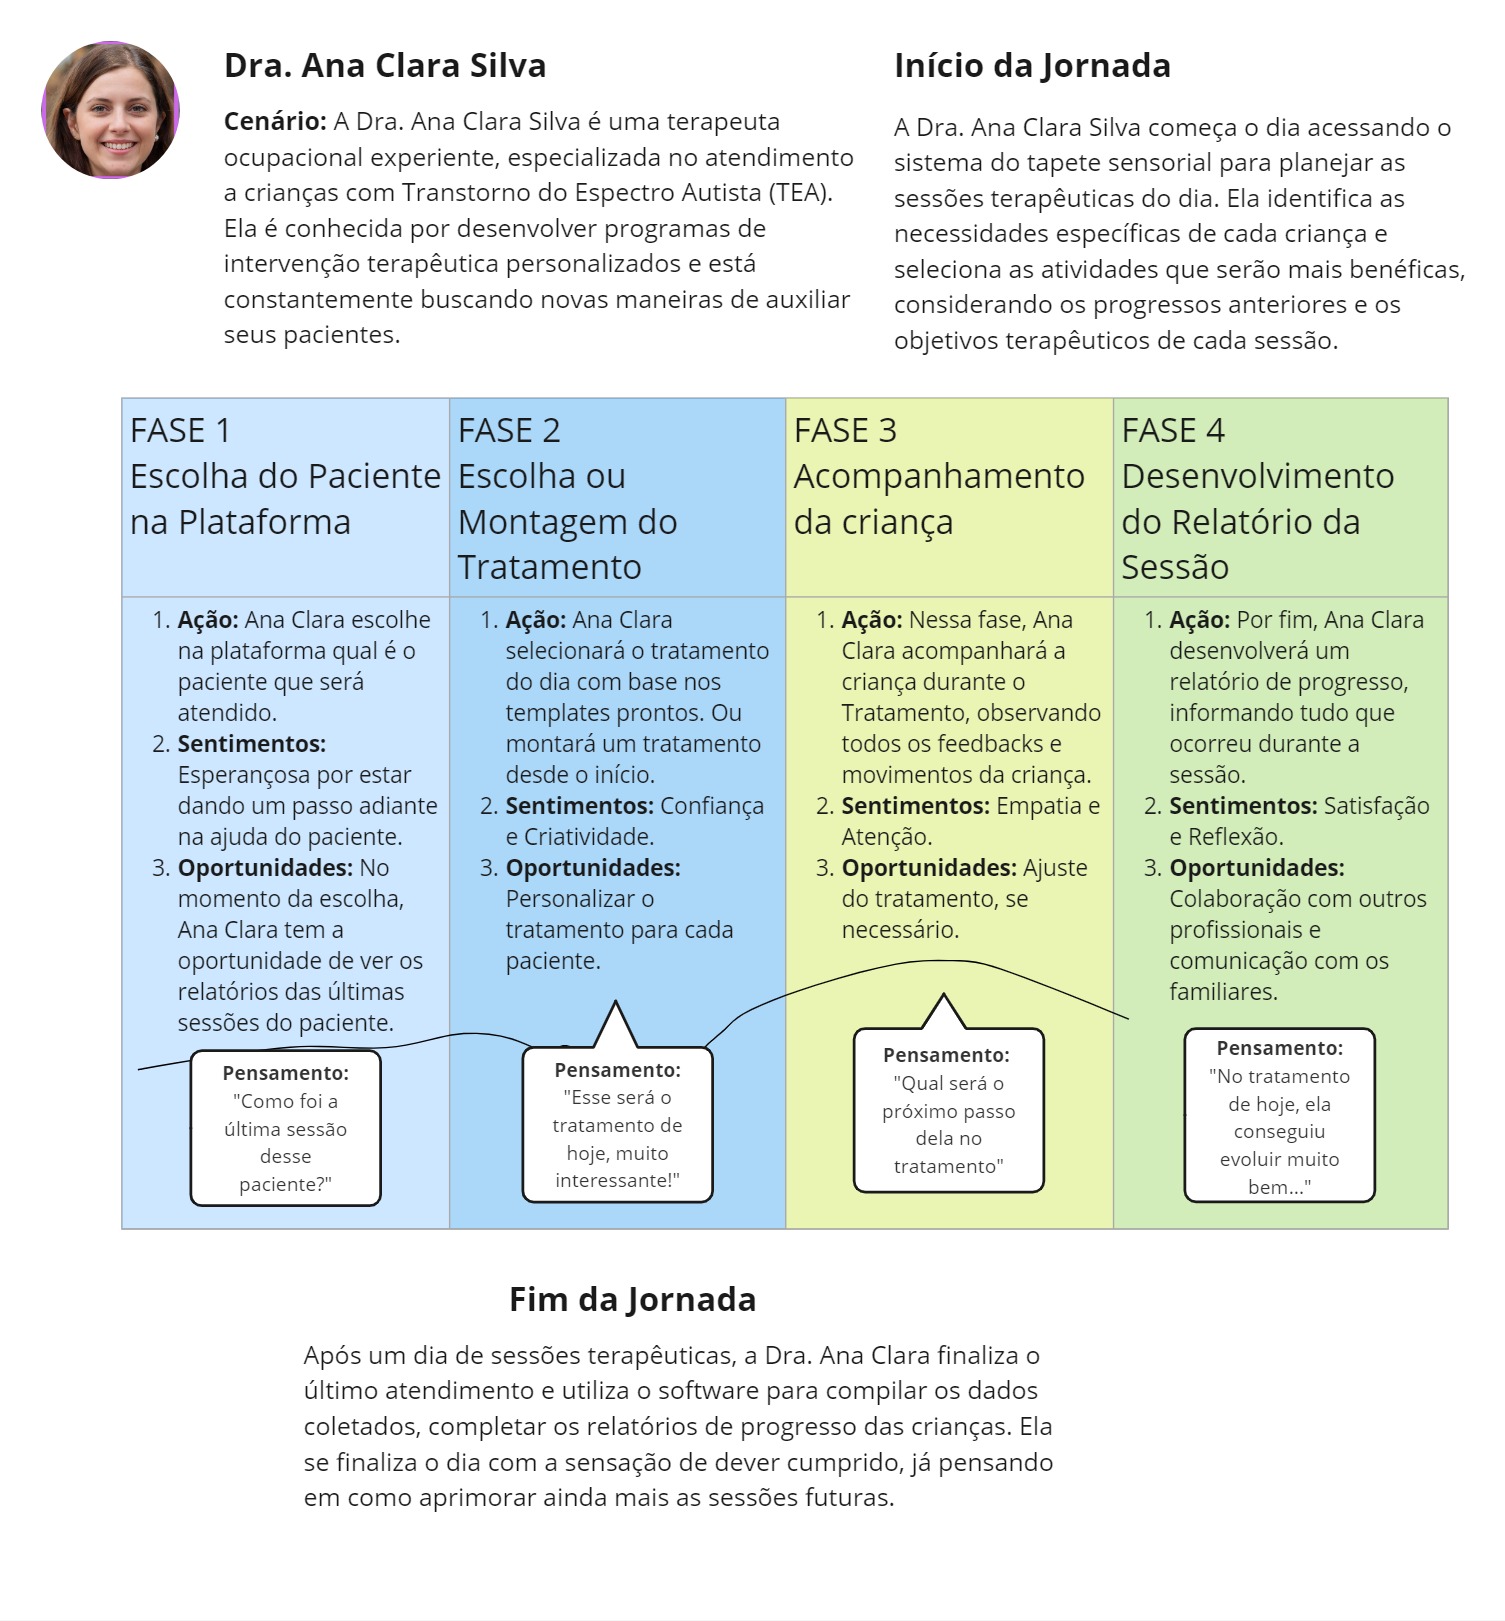 Dra. Ana Clara Silva
Cenário: A Dra. Ana Clara Silva é uma terapeuta
ocupacional experiente, especializada no atendimento
a crianças com Transtorno do Espectro Autista (TEA).
Ela é conhecida por desenvolver programas de
intervenção terapêutica personalizados e está
constantemente buscando novas maneiras de auxiliar
seus pacientes.
Início da Jornada
A Dra. Ana Clara Silva começa o dia acessando o
sistema do tapete sensorial para planejar as
sessões terapêuticas do dia. Ela identifica as
necessidades específicas de cada criança e
seleciona as atividades que serão mais benéficas,
considerando os progressos anteriores e os
objetivos terapêuticos de cada sessão.
FASE 1
Escolha do Paciente
na Plataforma
1. Ação: Ana Clara escolhe
na plataforma qual é o
paciente que será
atendido.
2. Sentimentos:
Esperançosa por estar
dando um passo adiante
na ajuda do paciente.
3. Oportunidades: No
momento da escolha,
Ana Clara tem a
oportunidade de ver os
relatórios das últimas
sessões do paciente.
Pensamento:
"Como foi a
última sessão
desse
paciente?"
FASE 2
Escolha ou
Montagem do
Tratamento
1. Ação: Ana Clara
selecionará o tratamento
do dia com base nos
templates prontos. Ou
montará um tratamento
desde o início.
2. Sentimentos: Confiança
e Criatividade.
3. Oportunidades:
Personalizar o
tratamento para cada
paciente.
Pensamento:
"Esse será o
tratamento de
hoje, muito
interessante!"
FASE 3
Acompanhamento
da criança
1. Ação: Nessa fase, Ana
Clara acompanhará a
criança durante o
Tratamento, observando
todos os feedbacks e
movimentos da criança.
2. Sentimentos: Empatia e
Atenção.
3. Oportunidades: Ajuste
do tratamento, se
necessário.
Pensamento:
"Qual será o
próximo passo
dela no
tratamento"
FASE 4
Desenvolvimento
do Relatório da
Sessão
1. Ação: Por fim, Ana Clara
desenvolverá um
relatório de progresso,
informando tudo que
ocorreu durante a
sessão.
2. Sentimentos: Satisfação
e Reflexão.
3. Oportunidades:
Colaboração com outros
profissionais e
comunicação com os
familiares.
Pensamento:
"No tratamento
de hoje, ela
conseguiu
evoluir muito
bem..."
Fim da Jornada
Após um dia de sessões terapêuticas, a Dra. Ana Clara finaliza o
último atendimento e utiliza o software para compilar os dados
coletados, completar os relatórios de progresso das crianças. Ela
se finaliza o dia com a sensação de dever cumprido, já pensando
em como aprimorar ainda mais as sessões futuras.